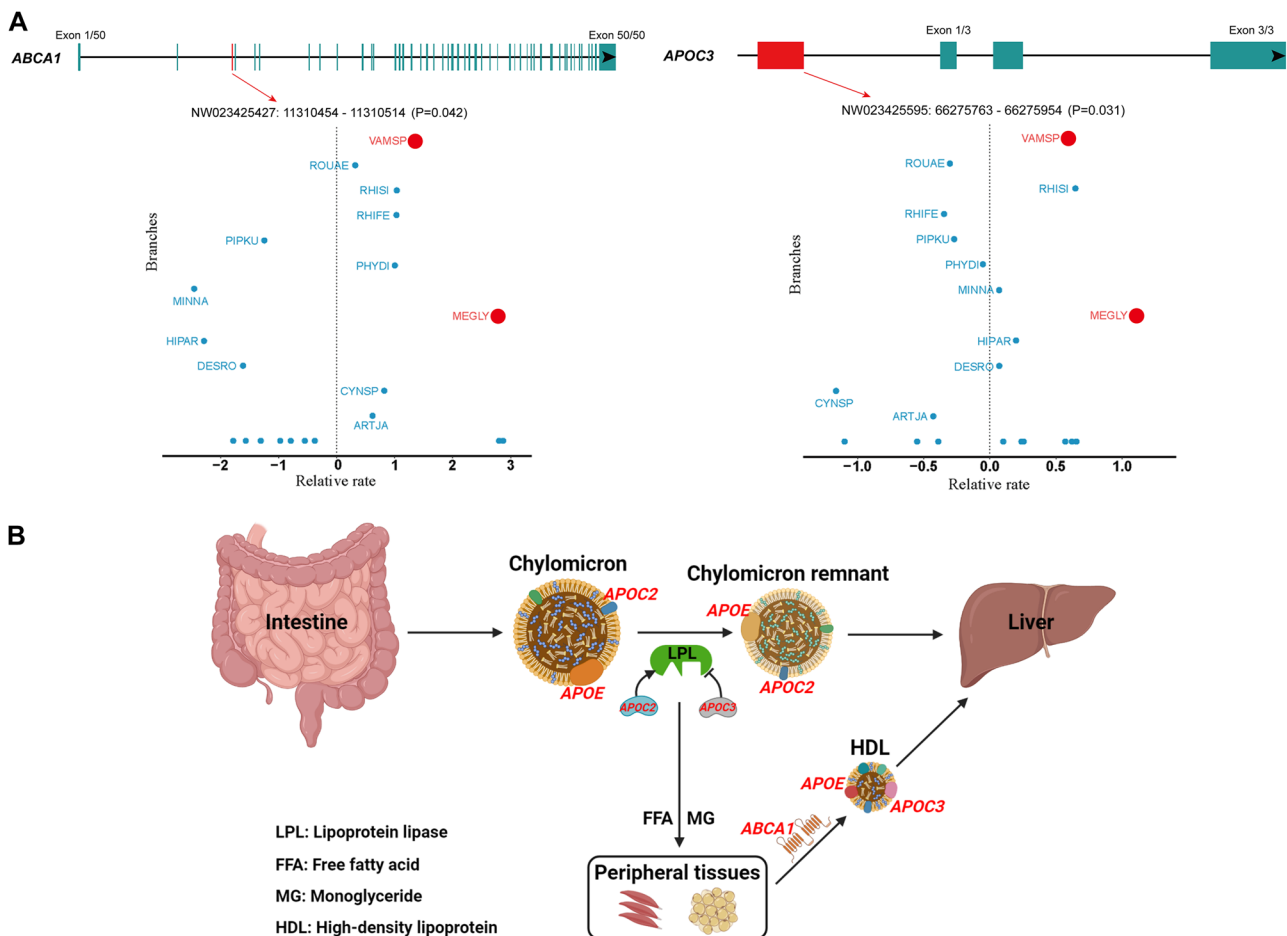 A
Exon 1/50
Exon 50/50
ABCA1
NW023425427: 11310454 - 11310514 (P=0.042)
Branches
VAMSP
ROUAE
RHISI
RHIFE
PIPKU
PHYDI
MINNA
MEGLY
HIPAR
DESRO
CYNSP
ARTJA
−2 −1 0 1 2 3
Relative rate
Exon 1/3
Exon 3/3
APOC3
NW023425595: 66275763 - 66275954 (P=0.031)
Branches
VAMSP
ROUAE
RHISI
RHIFE
PIPKU
PHYDI
MINNA
MEGLY
HIPAR
DESRO
CYNSP
ARTJA
−1.0 −0.5 0.0 0.5 1.0
Relative rate
B
Intestine
Chylomicron
APOC2
APOE
LPL
APOC2
APOC3
Chylomicron remnant
APOE
APOC2
Liver
FFA
MG
Peripheral tissues
ABCA1
HDL
APOE
APOC3
LPL: Lipoprotein lipase
FFA: Free fatty acid
MG: Monoglyceride
HDL: High-density lipoprotein